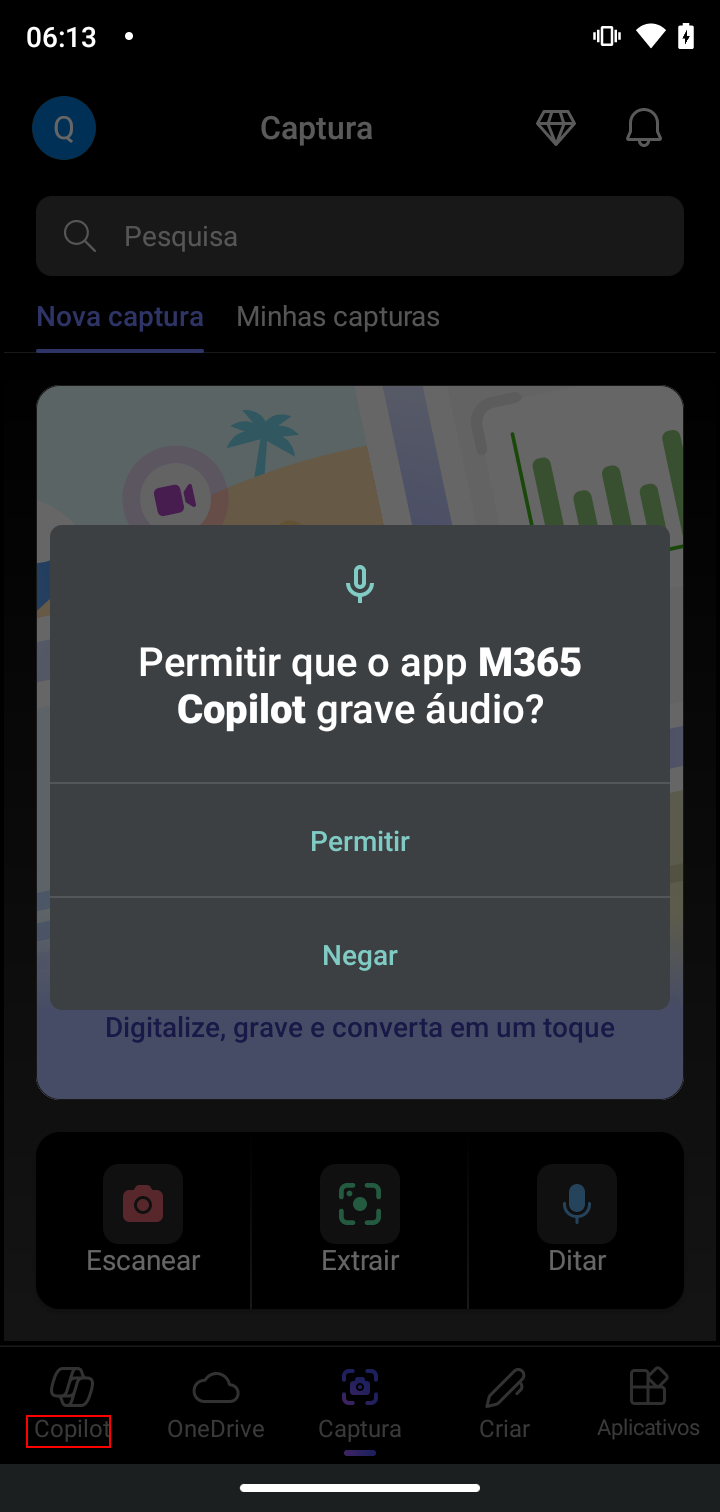 06:13
Q
Captura
Pesquisa
Nova captura
Minhas capturas
Permitir que o app M365
Copilot grave áudio?
Permitir
Negar
Digitalize, grave e converta em um toque
Escanear
Extrair
Ditar
Copilot
OneDrive
Captura
Criar
Aplicativos